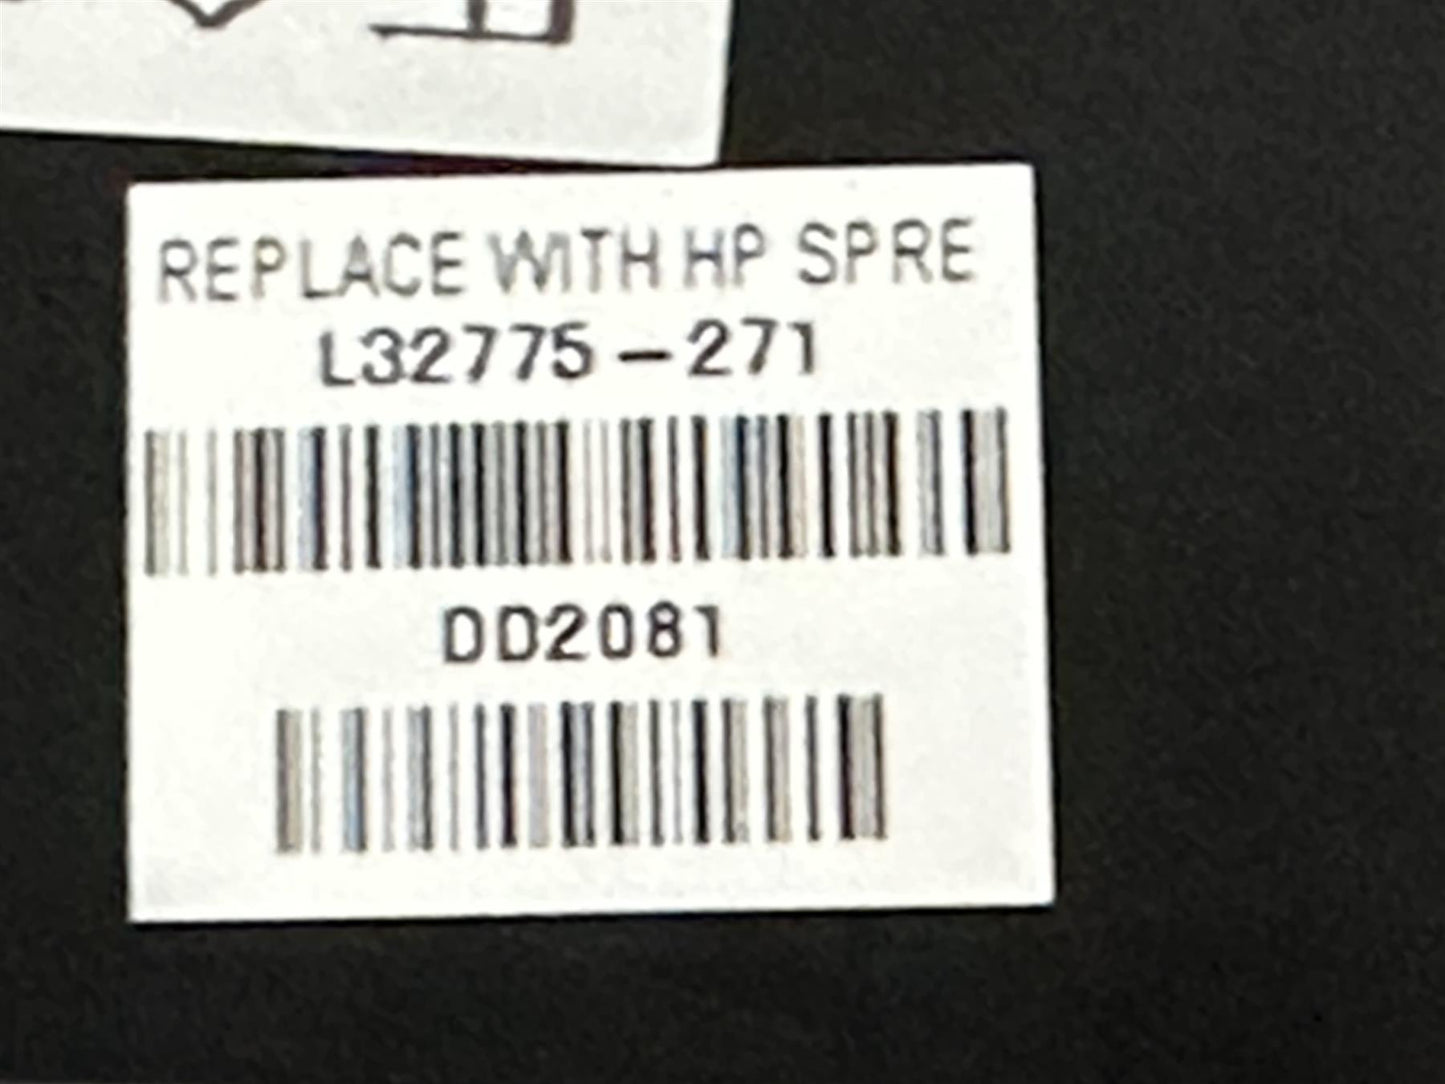 REPLACE WITH HP SPRE
L32775-271
DD2081